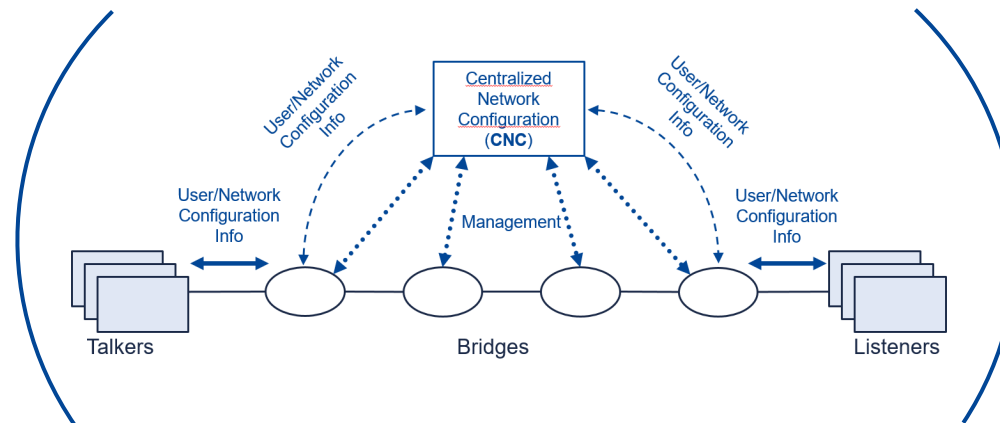 User/Network
Configuration
Info
Centralized
Network
Configuration
(CNC)
User/Network
Configuration
Info
User/Network
Configuration
Info
Management
User/Network
Configuration
Info
Talkers
Bridges
Listeners